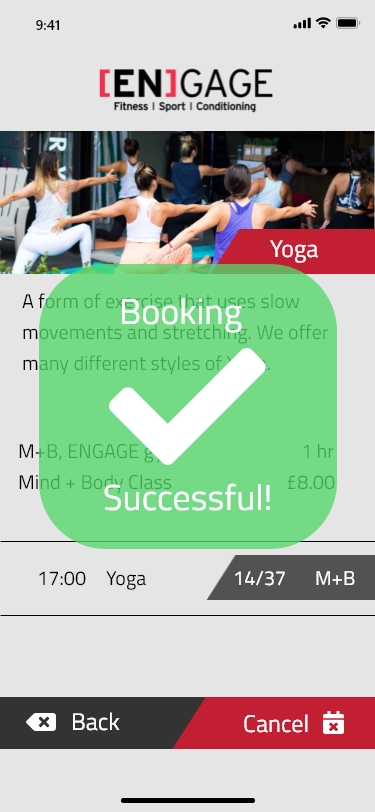 9:41
[EN]GAGE
Fitness | Sport | Conditioning
Yoga
A form of exercise that uses slow
movements and stretching. We offer
many different styles of
Booking
Successful!
M+B, ENGAGE
1 hr
Mind + Body Class
£8.00
17:00 Yoga 14/37 M+B
Back
Cancel